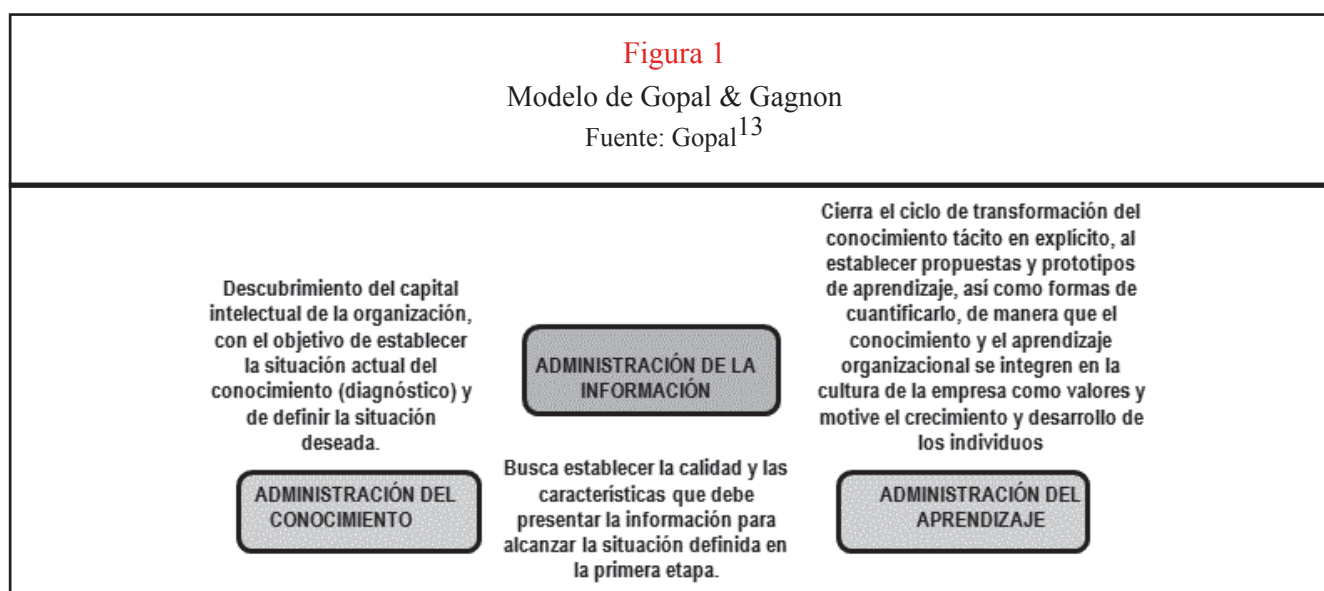 Figura 1
Modelo de Gopal & Gagnon
Fuente: Gopal13
Descubrimiento del capital
intelectual de la organización,
con el objetivo de establecer
la situación actual del
conocimiento (diagnóstico) y
de definir la situación
deseada.
ADMINISTRACIÓN DEL
CONOCIMIENTO
ADMINISTRACIÓN DE LA
INFORMACIÓN
Busca establecer la calidad y las
características que debe
presentar la información para
alcanzar la situación definida en
la primera etapa.
Cierra el ciclo de transformación del
conocimiento tácito en explícito, al
establecer propuestas y prototipos
de aprendizaje, así como formas de
cuantificarlo, de manera que el
conocimiento y el aprendizaje
organizacional se integren en la
cultura de la empresa como valores y
motive el crecimiento y desarrollo de
los individuos
ADMINISTRACIÓN DEL
APRENDIZAJE